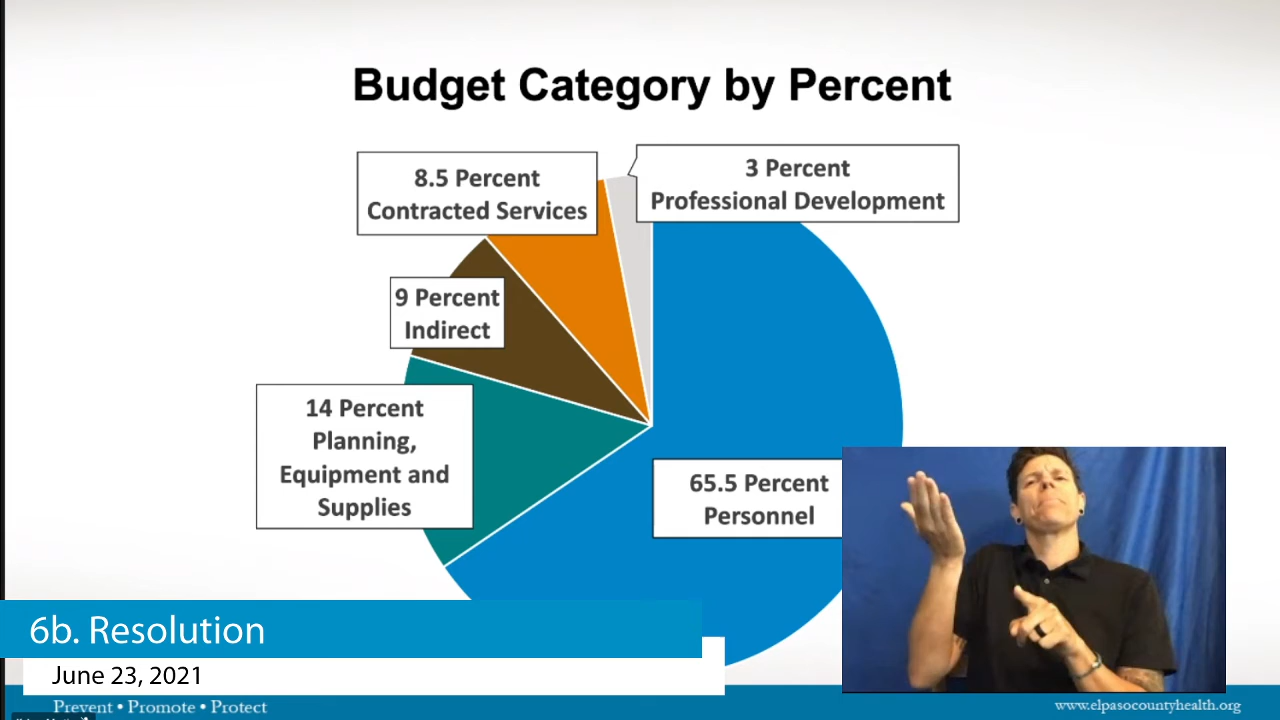 Budget Category by Percent
8.5 Percent
Contracted Services
3 Percent
Professional Development
9 Percent
Indirect
14 Percent
Planning,
Equipment and
Supplies
65.5 Percent
Personnel
6b. Resolution
June 23, 2021
Prevent • Promote • Protect
www.elpasocountyhealth.org